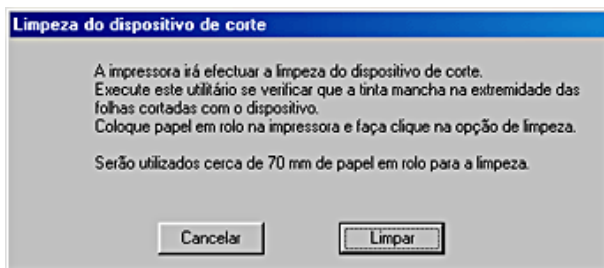 Limpeza do dispositivo de corte
A impressora irá efectuar a limpeza do dispositivo de corte.
Execute este utilitário se verificar que a tinta mancha na extremidade das
folhas cortadas com o dispositivo.
Coloque papel em rolo na impressora e faça clique na opção de limpeza.
Serão utilizados cerca de 70 mm de papel em rolo para a limpeza.
Cancelar Limpar